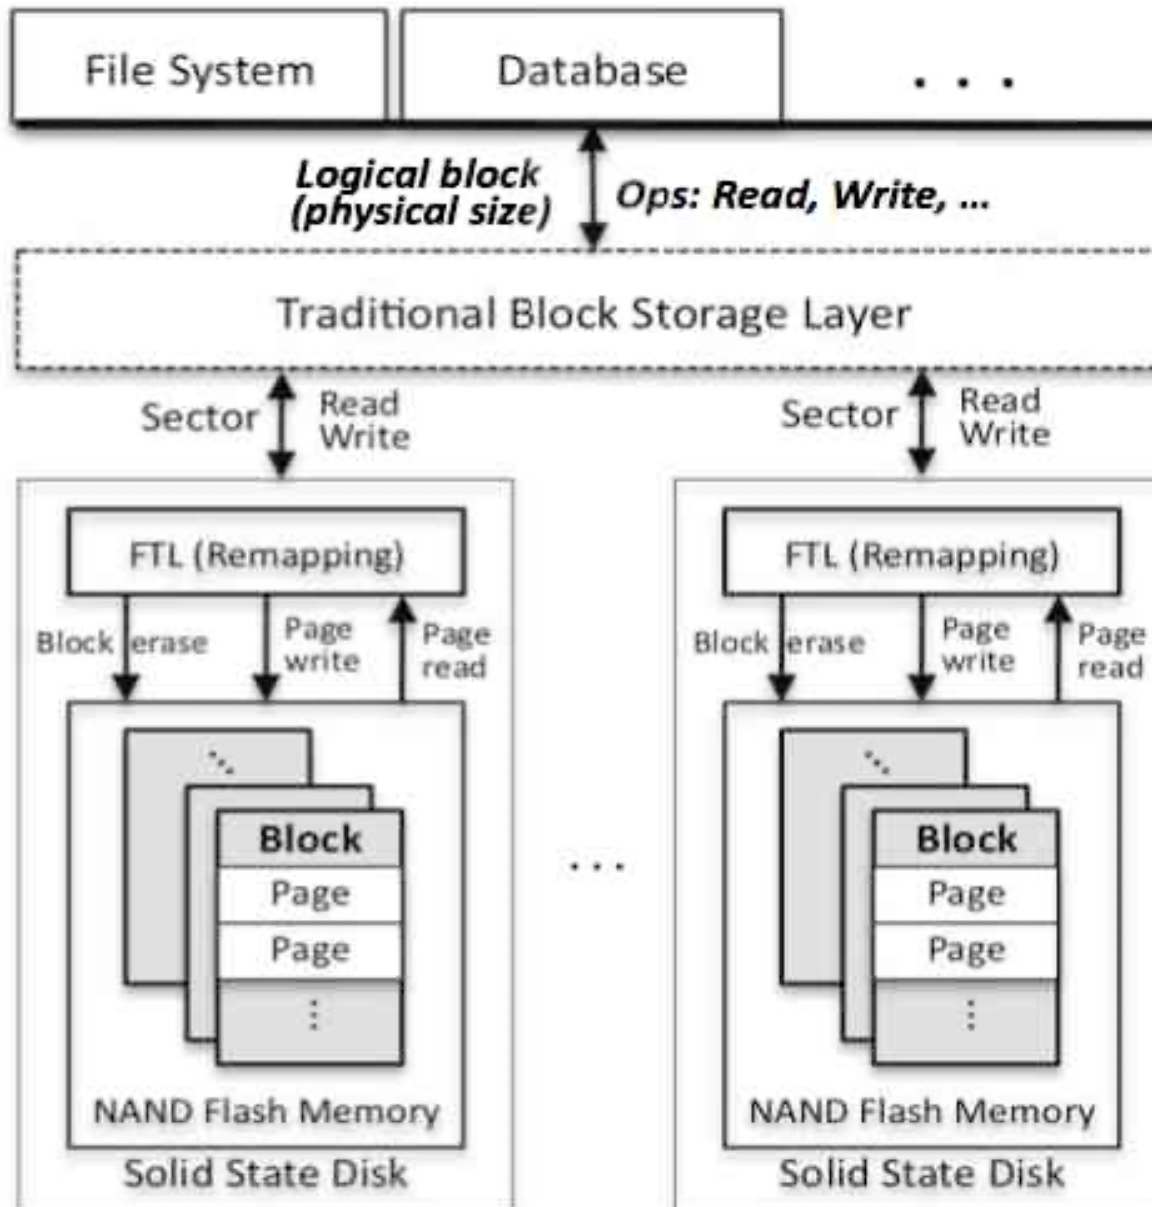 File System
Database
. . .
Logical block
(physical size)
Ops: Read, Write, ...
Traditional Block Storage Layer
Sector
Read
Write
Sector
Read
Write
FTL (Remapping)
Block erase
Page
write
Page
read
Block
Page
Page
NAND Flash Memory
Solid State Disk
. . .
FTL (Remapping)
Block erase
Page
write
Page
read
Block
Page
Page
NAND Flash Memory
Solid State Disk